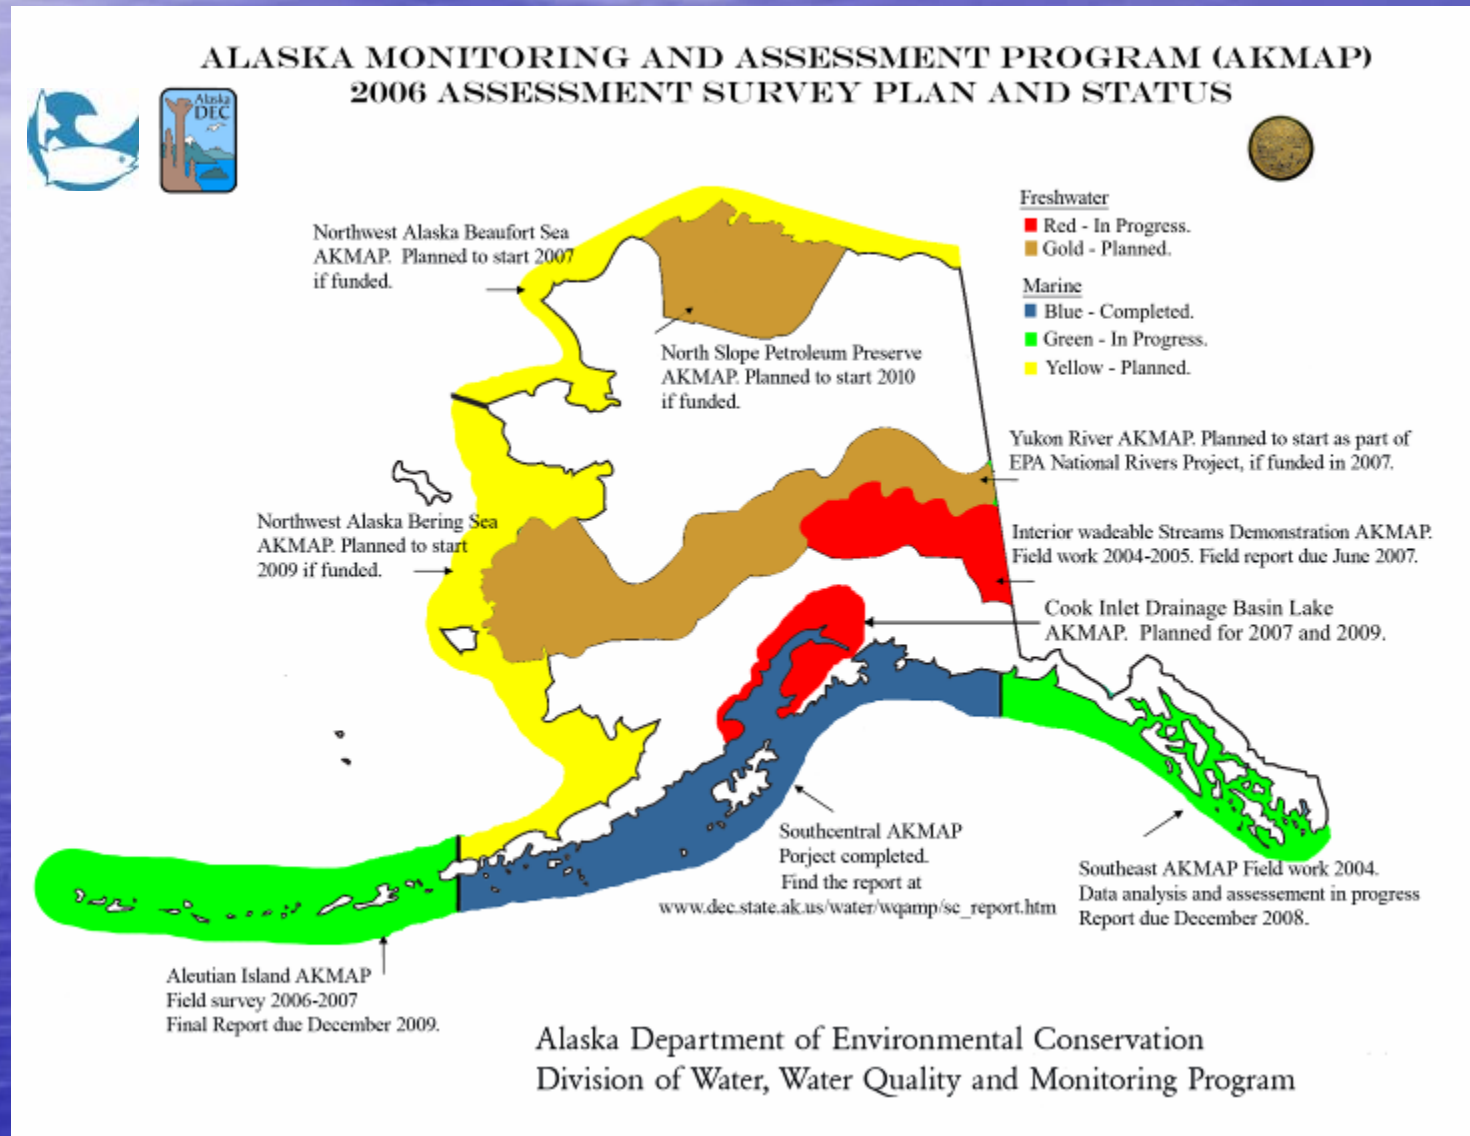 ALASKA MONITORING AND ASSESSMENT PROGRAM (AKMAP)
2006 ASSESSMENT SURVEY PLAN AND STATUS
Alaska
DEC
Freshwater
Red - In Progress.
Gold - Planned.
Marine
Blue - Completed.
Green - In Progress.
Yellow - Planned.
Northwest Alaska Beaufort Sea
AKMAP. Planned to start 2007
if funded.
North Slope Petroleum Preserve
AKMAP. Planned to start 2010
if funded.
Yukon River AKMAP. Planned to start as part of
EPA National Rivers Project, if funded in 2007.
Northwest Alaska Bering Sea
AKMAP. Planned to start
2009 if funded.
Interior wadeable Streams Demonstration AKMAP.
Field work 2004-2005. Field report due June 2007.
Cook Inlet Drainage Basin Lake
AKMAP. Planned for 2007 and 2009.
Southcentral AKMAP
Porject completed.
Find the report at
www.dec.state.ak.us/water/wqamp/sc_report.htm
Southeast AKMAP Field work 2004.
Data analysis and assessement in progress
Report due December 2008.
Aleutian Island AKMAP
Field survey 2006-2007
Final Report due December 2009.
Alaska Department of Environmental Conservation
Division of Water, Water Quality and Monitoring Program